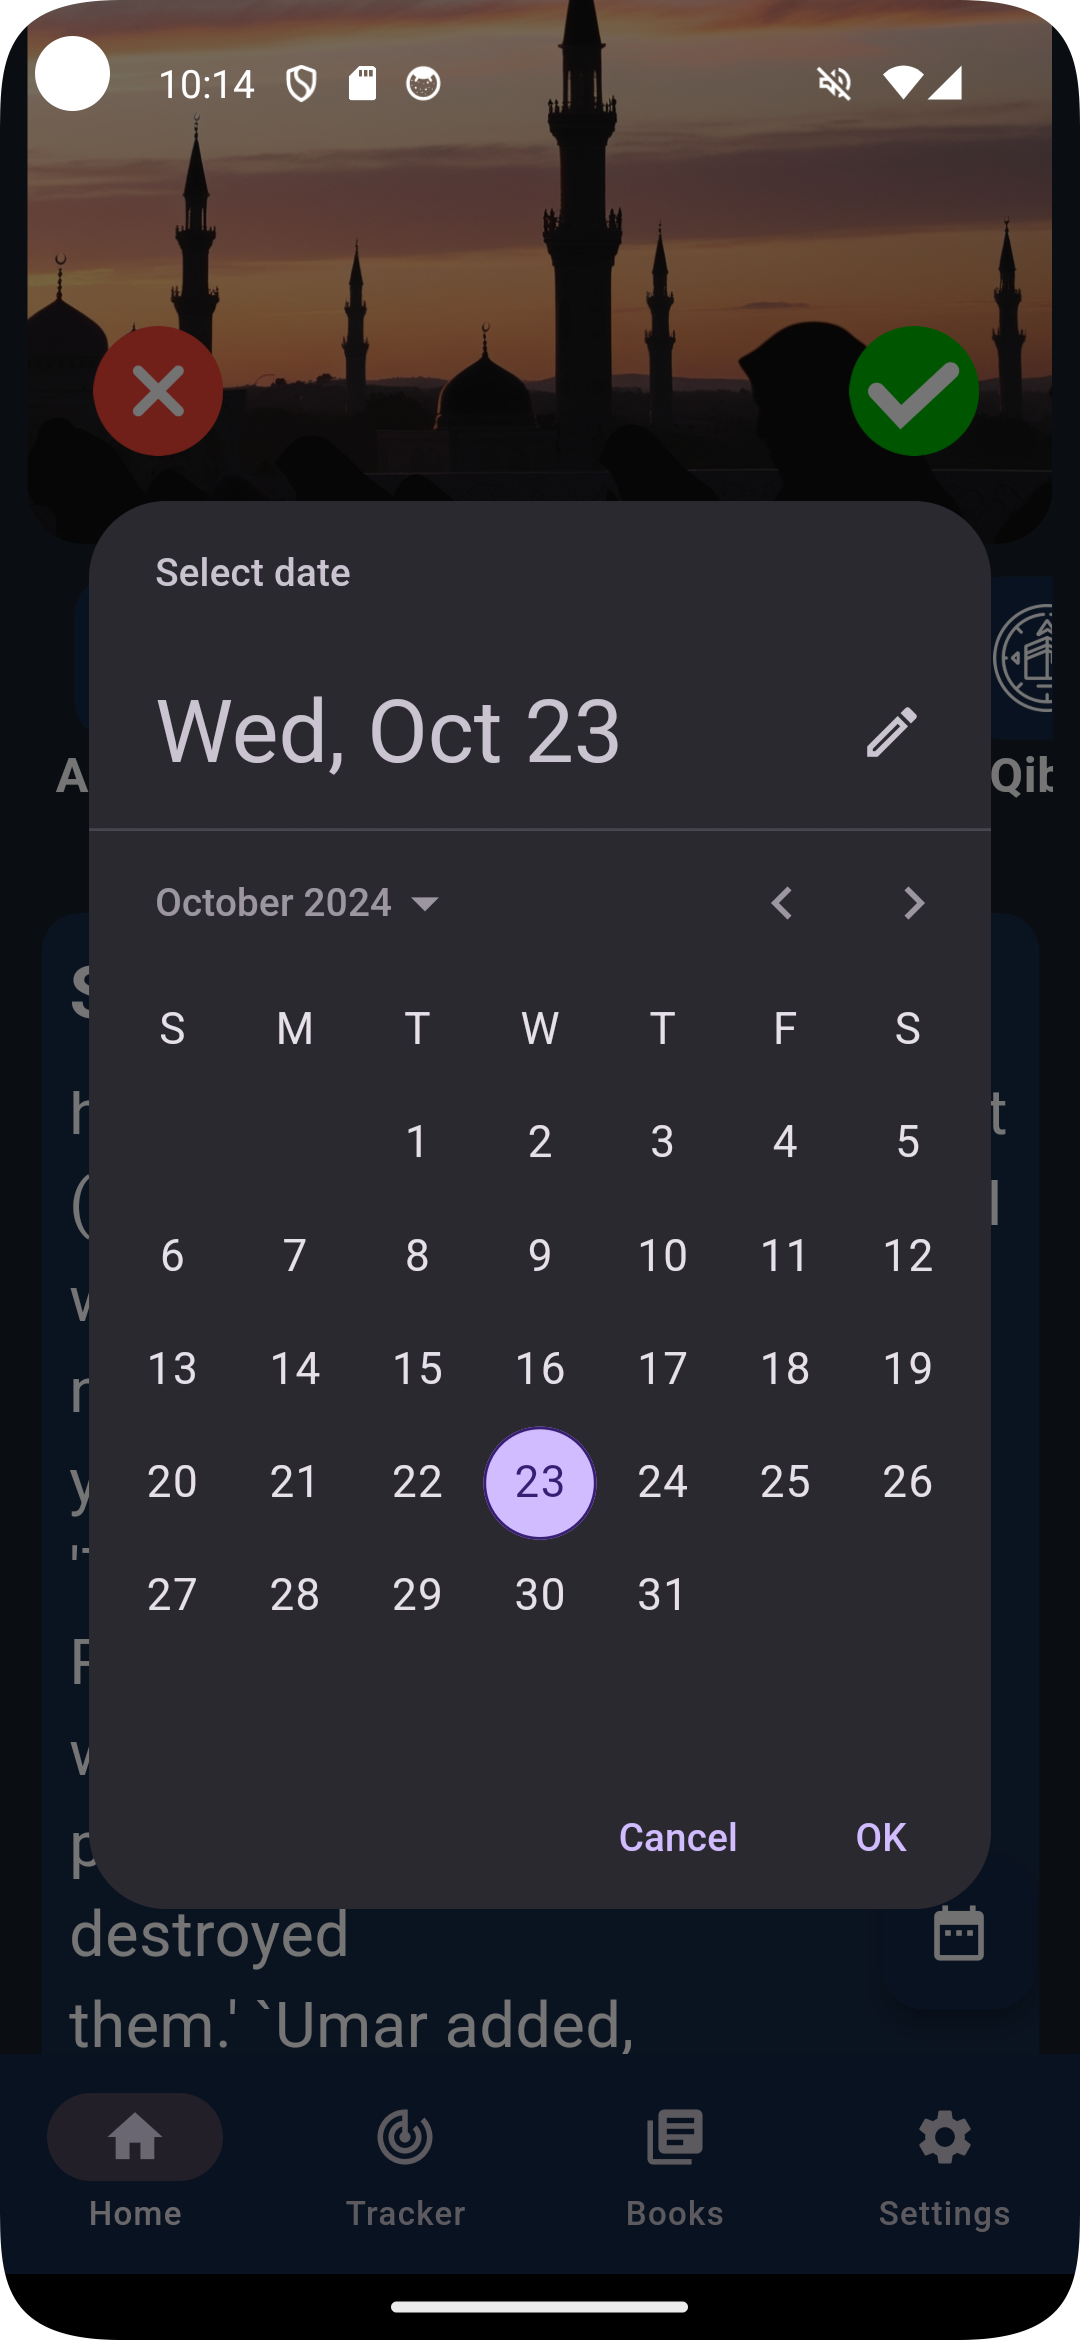 10:14
Select date
Wed, Oct 23
October 2024
S M T W T F S
1 2 3 4 5
6 7 8 9 10 11 12
13 14 15 16 17 18 19
20 21 22 23 24 25 26
27 28 29 30 31
Cancel OK
destroyed
them.' `Umar added,
Home Tracker Books Settings